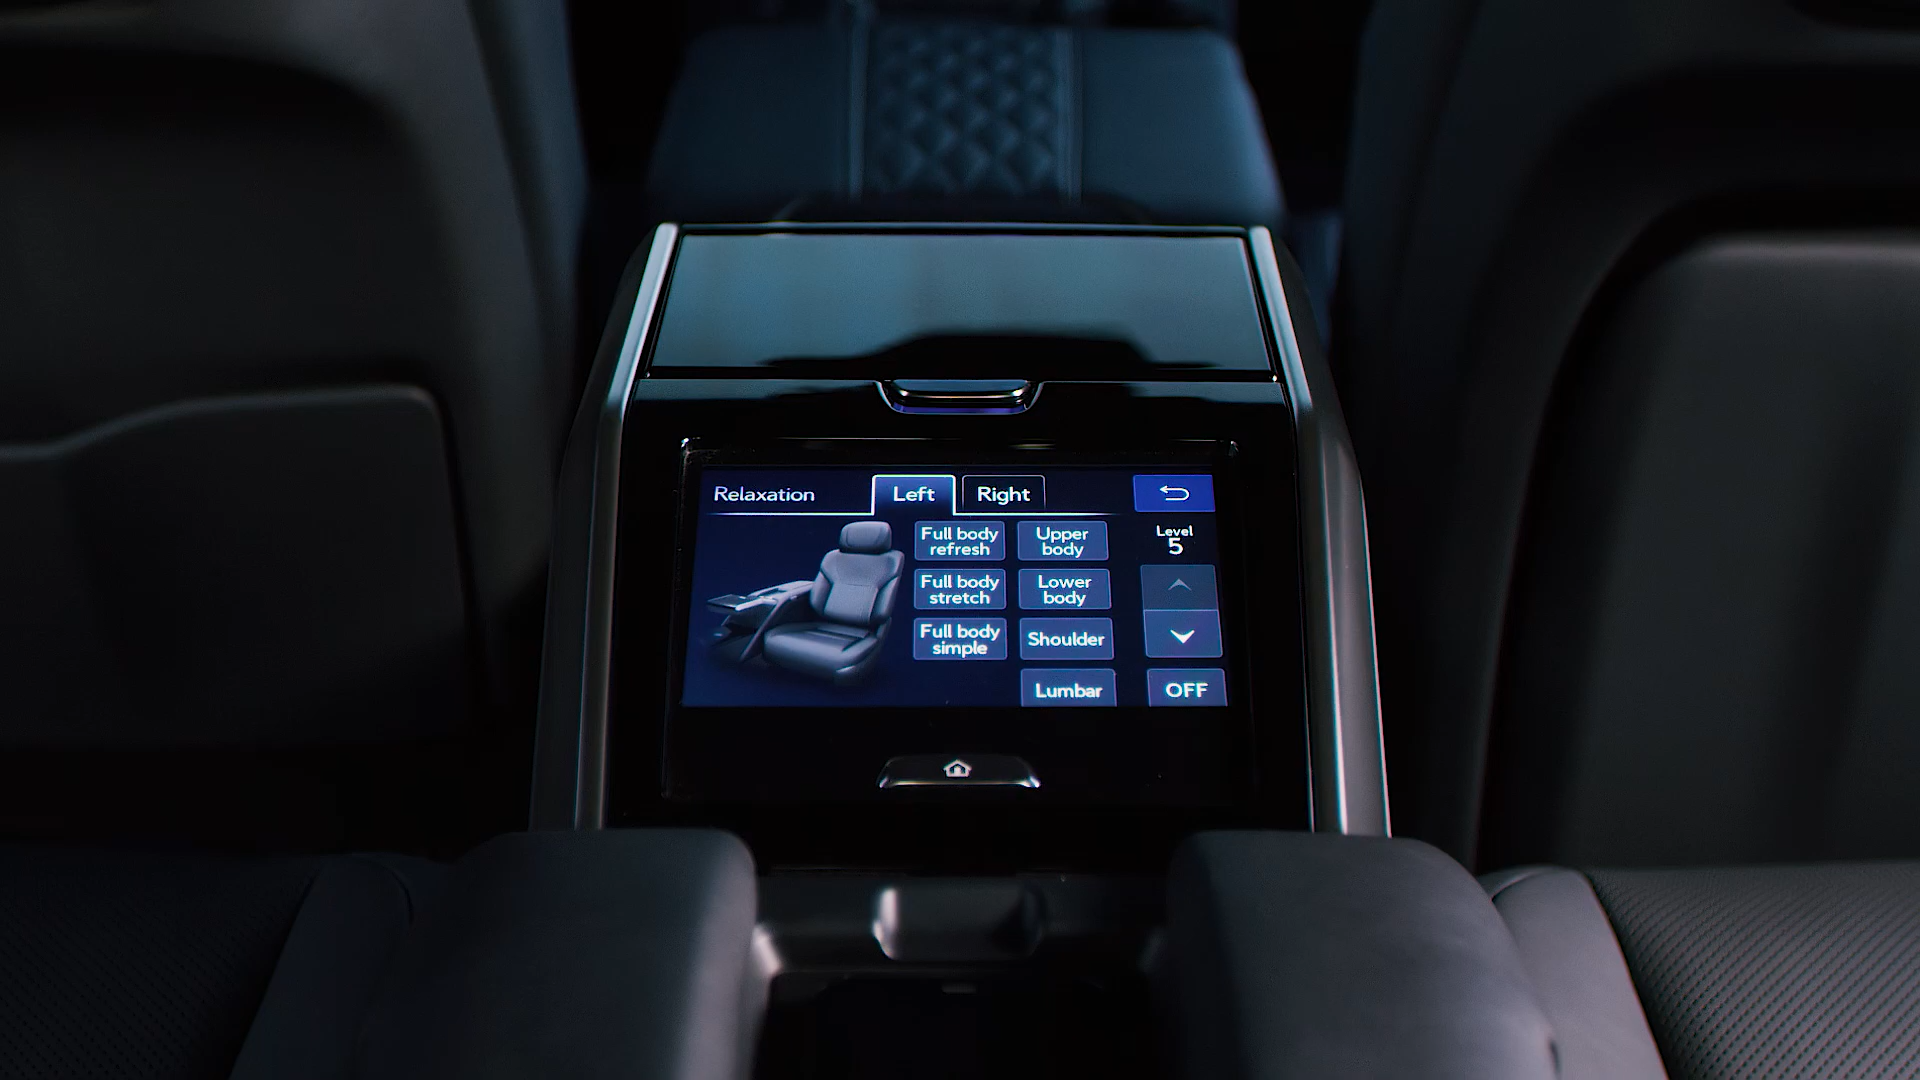 Relaxation Left Right
Full body
refresh
Upper
body
Level
5
Full body
stretch
Lower
body
Full body
simple
Shoulder
Lumbar
OFF